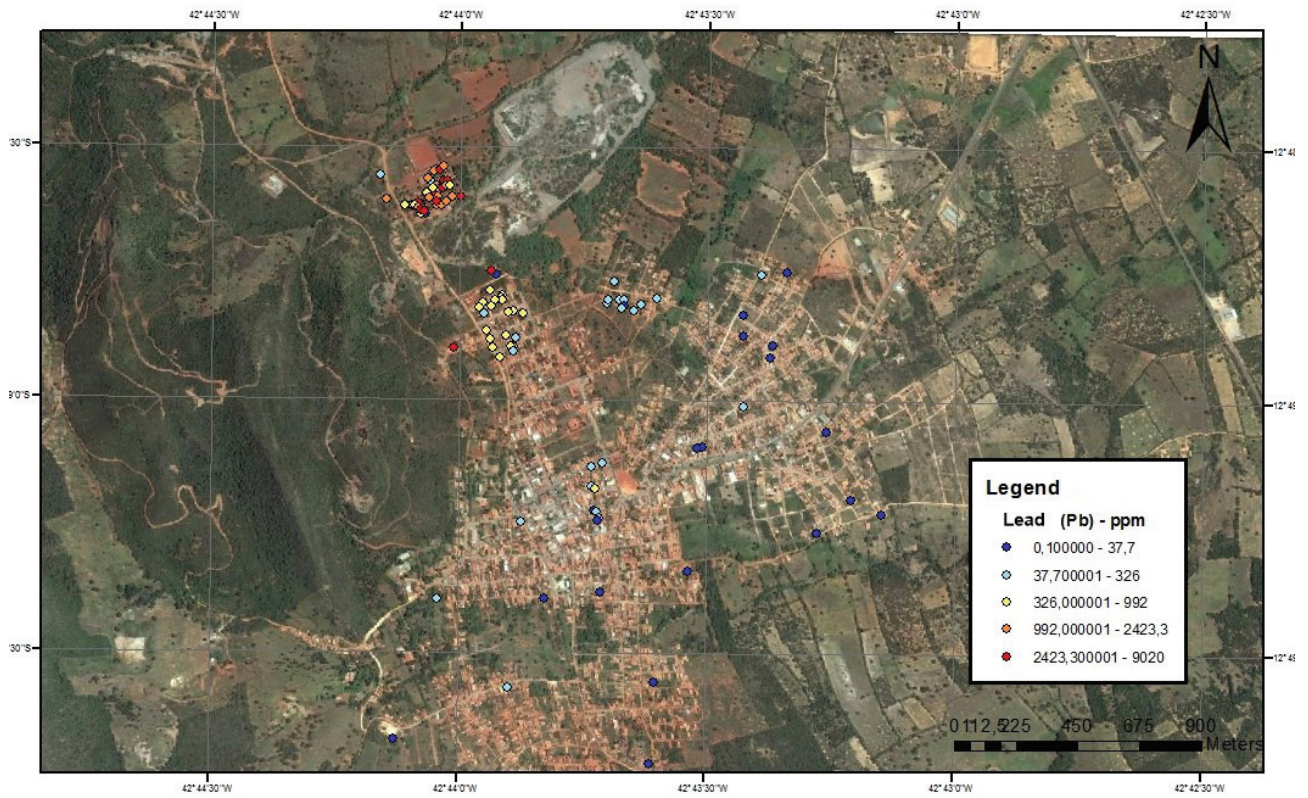 42°44'30"W 42°44'0"W 42°43'30"W 42°43'0"W 42°42'30"W
N
30"S 12°48
9'0"S 12°49
30"S 12°49
Legend
Lead (Pb) - ppm
0,100000 - 37,7
37,700001 - 326
326,000001 - 992
992,000001 - 2423,3
2423,300001 - 9020
0 112,5 225 450 675 900
Meters
42°44'30"W 42°44'0"W 42°43'30"W 42°43'0"W 42°42'30"W